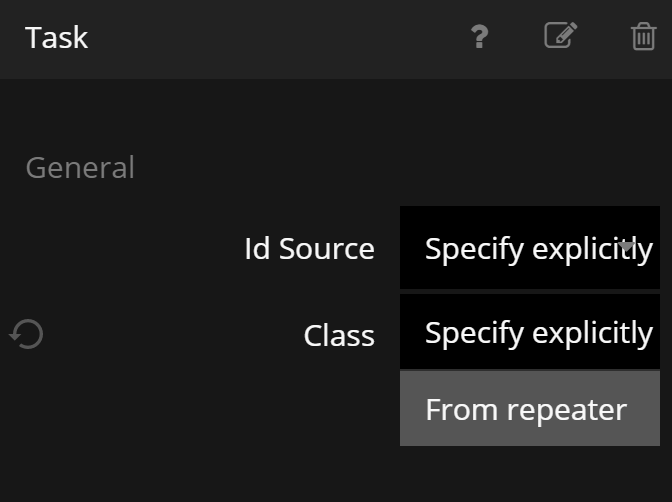 Task
?
General
Id Source Specify explicitly
Class Specify explicitly
From repeater